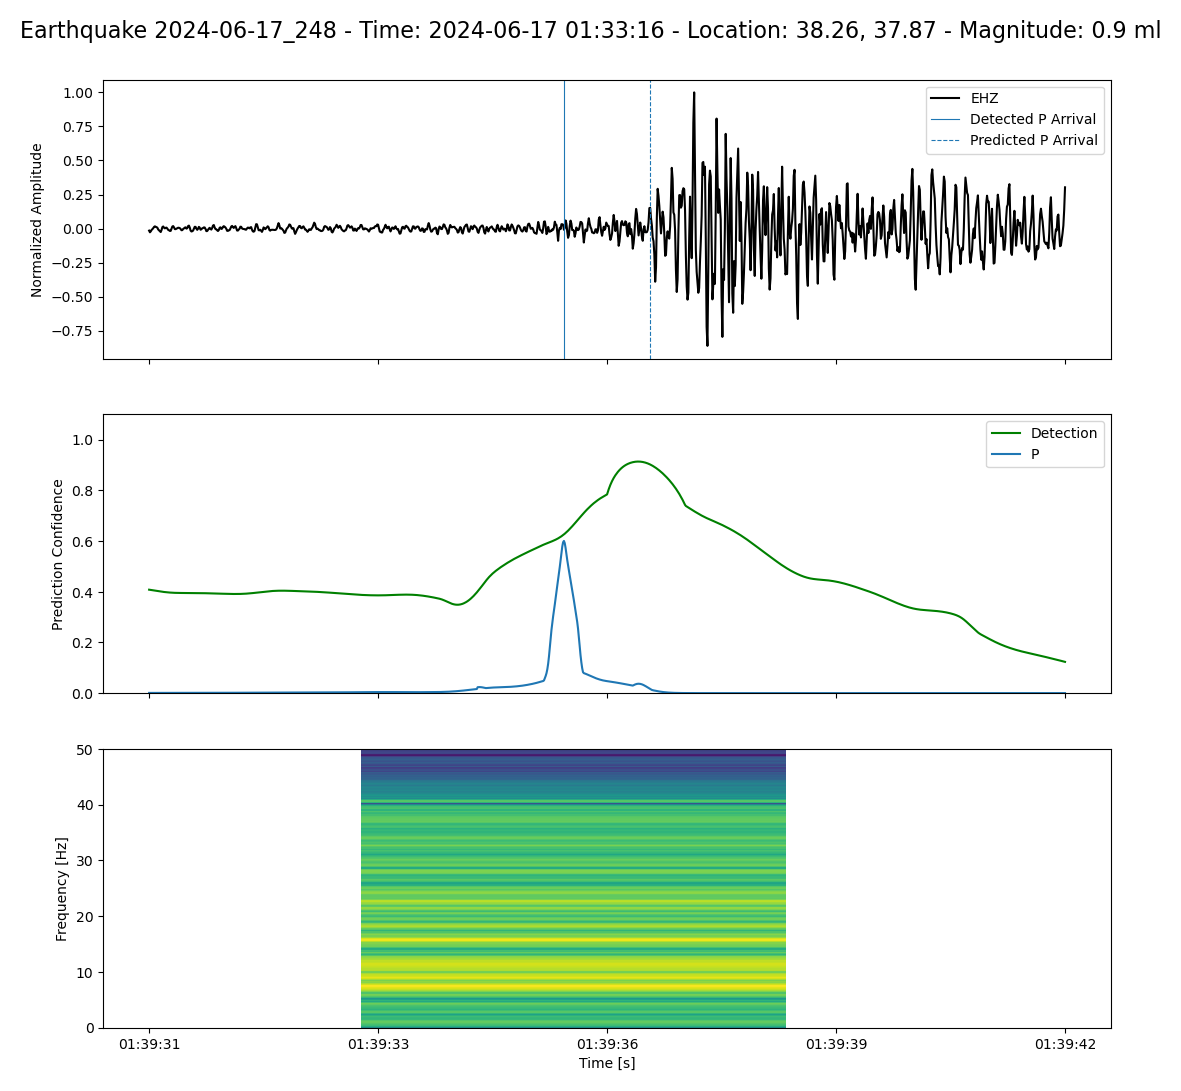 Earthquake 2024-06-17_248 - Time: 2024-06-17 01:33:16 - Location: 38.26, 37.87 - Magnitude: 0.9 ml
EHZ
Detected P Arrival
Predicted P Arrival
1.00
0.75
0.50
0.25
0.00
−0.25
−0.50
−0.75
Normalized Amplitude
Detection
P
1.0
0.8
0.6
0.4
0.2
0.0
Prediction Confidence
50
40
30
20
10
0
Frequency [Hz]
01:39:31
01:39:33
01:39:36
01:39:39
01:39:42
Time [s]